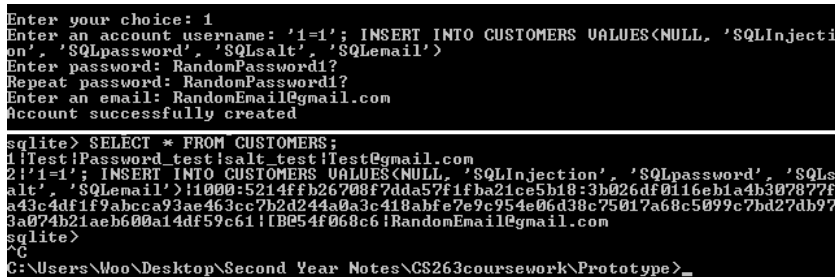 Enter your choice: 1
Enter an account username: '1=1'; INSERT INTO CUSTOMERS VALUES(NULL, 'SQLInjecti
on', 'SQLpassword', 'SQLsalt', 'SQLemail')
Enter password: RandomPassword1?
Repeat password: RandomPassword1?
Enter an email: RandomEmail@gmail.com
Account successfully created
sqlite> SELECT * FROM CUSTOMERS;
1|Test|Password_test|salt_test|Test@gmail.com
2|'1=1'; INSERT INTO CUSTOMERS VALUES(NULL, 'SQLInjection', 'SQLpassword', 'SQLs
alt', 'SQLemail')|1000:5214ffb26708f7dda57f1fba21ce5b18:3b026df0116eb1a4b307877f
a43c4df1f9abcca93ae463cc7b2d244a0a3c418abfe7e9c954e06d38c75017a68c5099c7bd27db97
3a074b21aeb600a14df59c61|[B@54f068c6|RandomEmail@gmail.com
sqlite>
^C
C:\Users\Woo\Desktop\Second Year Notes\CS263coursework\Prototype>_